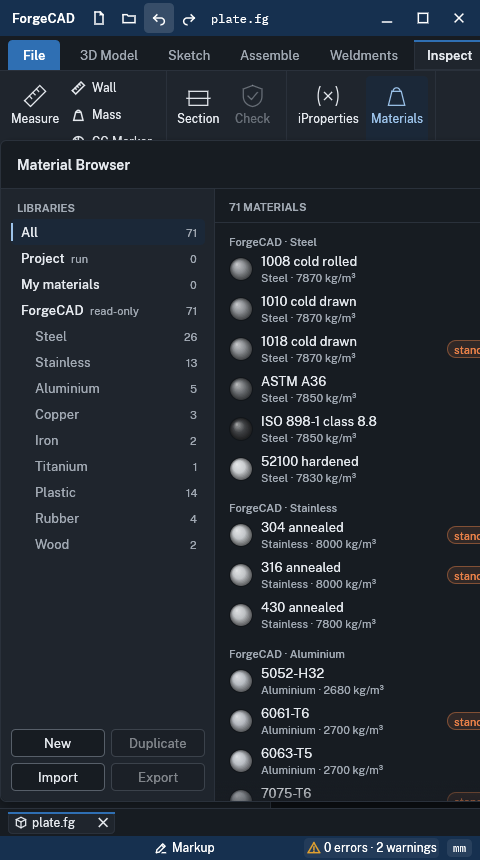 ForgeCAD plate.fg
File 3D Model Sketch Assemble Weldments Inspect
Wall
Mass
Measure Section Check iProperties Materials
Material Browser
LIBRARIES
All 71
Project run 0
My materials 0
ForgeCAD read-only 71
Steel 26
Stainless 13
Aluminium 5
Copper 3
Iron 2
Titanium 1
Plastic 14
Rubber 4
Wood 2
New Duplicate
Import Export
71 MATERIALS
ForgeCAD · Steel
1008 cold rolled
Steel · 7870 kg/m³
1010 cold drawn
Steel · 7870 kg/m³
1018 cold drawn
Steel · 7870 kg/m³
stand
ASTM A36
Steel · 7850 kg/m³
ISO 898-1 class 8.8
Steel · 7850 kg/m³
52100 hardened
Steel · 7830 kg/m³
ForgeCAD · Stainless
304 annealed
Stainless · 8000 kg/m³
stand
316 annealed
Stainless · 8000 kg/m³
stand
430 annealed
Stainless · 7800 kg/m³
ForgeCAD · Aluminium
5052-H32
Aluminium · 2680 kg/m³
6061-T6
Aluminium · 2700 kg/m³
stand
6063-T5
Aluminium · 2700 kg/m³
7075-T6
plate.fg
Markup 0 errors · 2 warnings mm